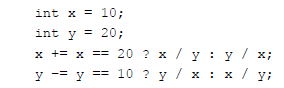 int x = 10;
int y = 20;
x += x == 20 ? x / y : y / x;
y -= y == 10 ? y / x : x / y;